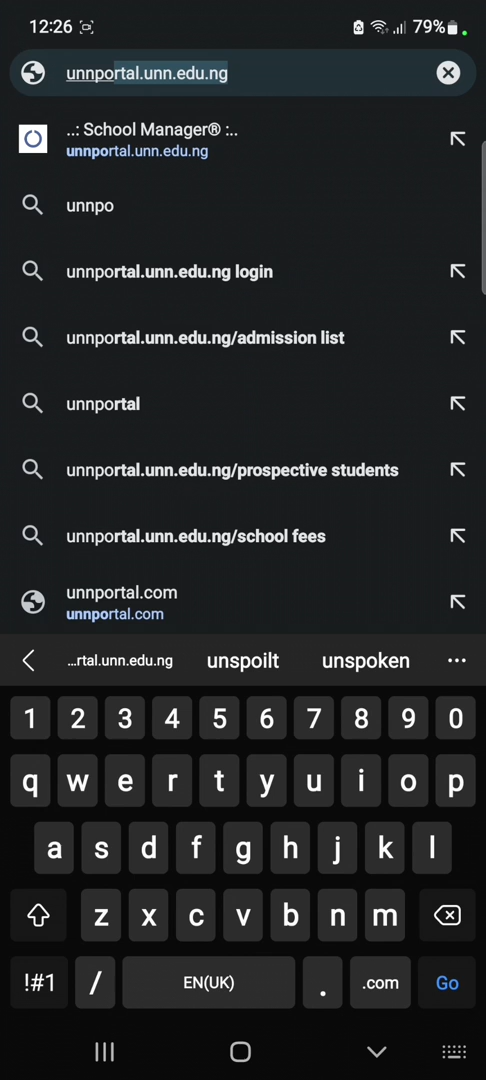 12:26
79%
unnportal.unn.edu.ng
..: School Manager® :..
unnportal.unn.edu.ng
unnpo
unnportal.unn.edu.ng login
unnportal.unn.edu.ng/admission list
unnportal
unnportal.unn.edu.ng/prospective students
unnportal.unn.edu.ng/school fees
unnportal.com
unnportal.com
...rtal.unn.edu.ng unspoilt unspoken
1 2 3 4 5 6 7 8 9 0
q w e r t y u i o p
a s d f g h j k l
z x c v b n m
!#1 / EN(UK) . .com Go